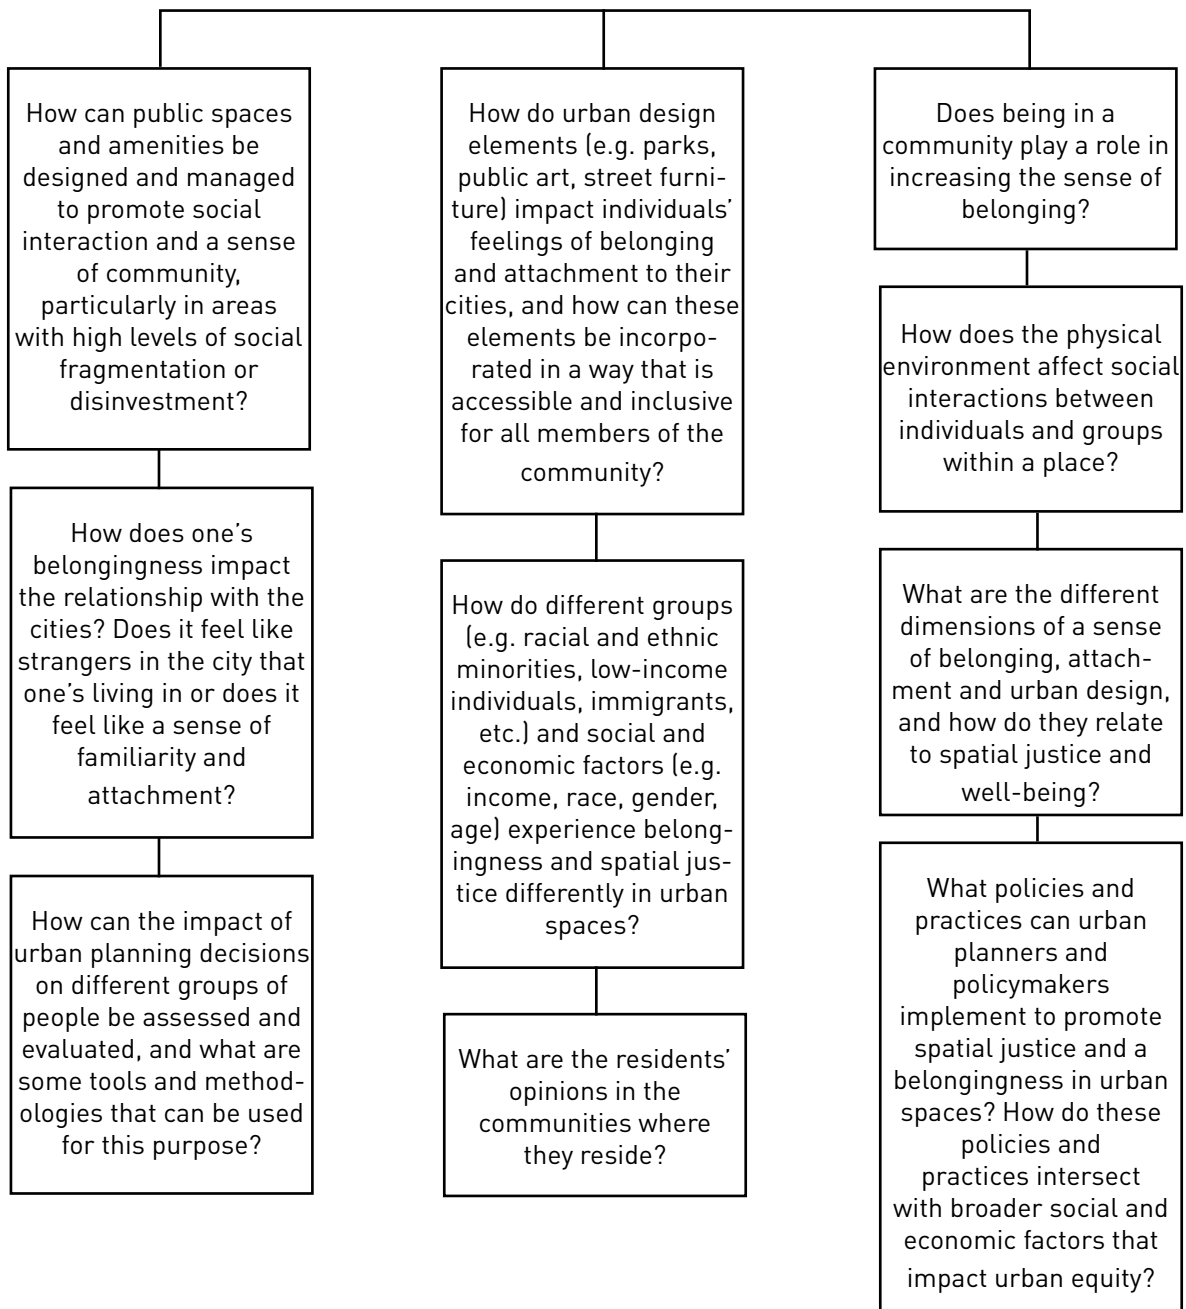 How can public spaces
and amenities be
designed and managed
to promote social
interaction and a sense
of community,
particularly in areas
with high levels of social
fragmentation or
disinvestment?
How does one's
belongingness impact
the relationship with the
cities? Does it feel like
strangers in the city that
one's living in or does it
feel like a sense of
familiarity and
attachment?
How can the impact of
urban planning decisions
on different groups of
people be assessed and
evaluated, and what are
some tools and method-
ologies that can be used
for this purpose?
How do urban design
elements (e.g. parks,
public art, street furni-
ture) impact individuals'
feelings of belonging
and attachment to their
cities, and how can these
elements be incorpo-
rated in a way that is
accessible and inclusive
for all members of the
community?
How do different groups
(e.g. racial and ethnic
minorities, low-income
individuals, immigrants,
etc.) and social and
economic factors (e.g.
income, race, gender,
age) experience belong-
ingness and spatial jus-
tice differently in urban
spaces?
What are the residents'
opinions in the
communities where
they reside?
Does being in a
community play a role in
increasing the sense of
belonging?
How does the physical
environment affect social
interactions between
individuals and groups
within a place?
What are the different
dimensions of a sense
of belonging, attach-
ment and urban design,
and how do they relate
to spatial justice and
well-being?
What policies and
practices can urban
planners and
policymakers
implement to promote
spatial justice and a
belongingness in urban
spaces? How do these
policies and
practices intersect
with broader social and
economic factors that
impact urban equity?